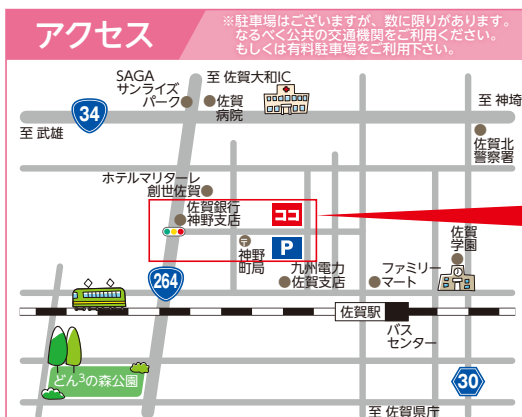 アクセス
※駐車場はございますが、数に限りがあります。
なるべく公共の交通機関をご利用ください。
もしくは有料駐車場をご利用下さい。
SAGA
サンライズ
パーク
至 佐賀大和IC
佐賀
病院
34
至 神埼
至 武雄
佐賀北
警察署
ホテルマリターレ
創世佐賀
佐賀銀行
神野支店
ココ
〒
神野
町局
P
佐賀
学園
264
九州電力
佐賀支店
ファミリー
マート
佐賀駅
バス
センター
どん3の森公園
30
至 佐賀県庁